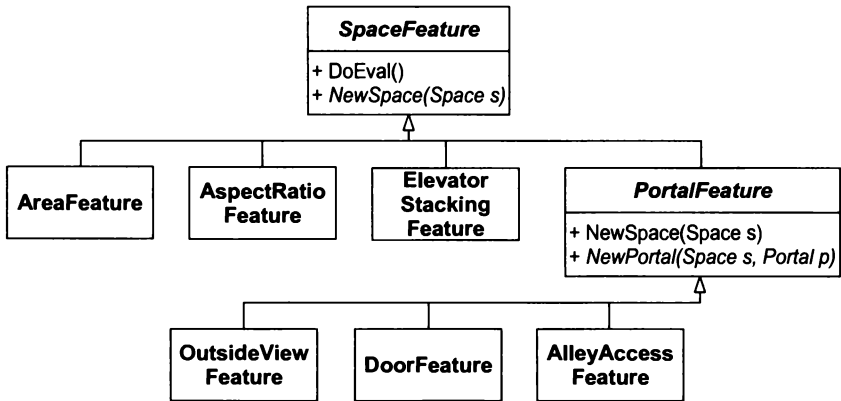 SpaceFeature
+ DoEval()
+ NewSpace(Space s)
AreaFeature
AspectRatio
Feature
Elevator
Stacking
Feature
PortalFeature
+ NewSpace(Space s)
+ NewPortal(Space s, Portal p)
OutsideView
Feature
DoorFeature
AlleyAccess
Feature